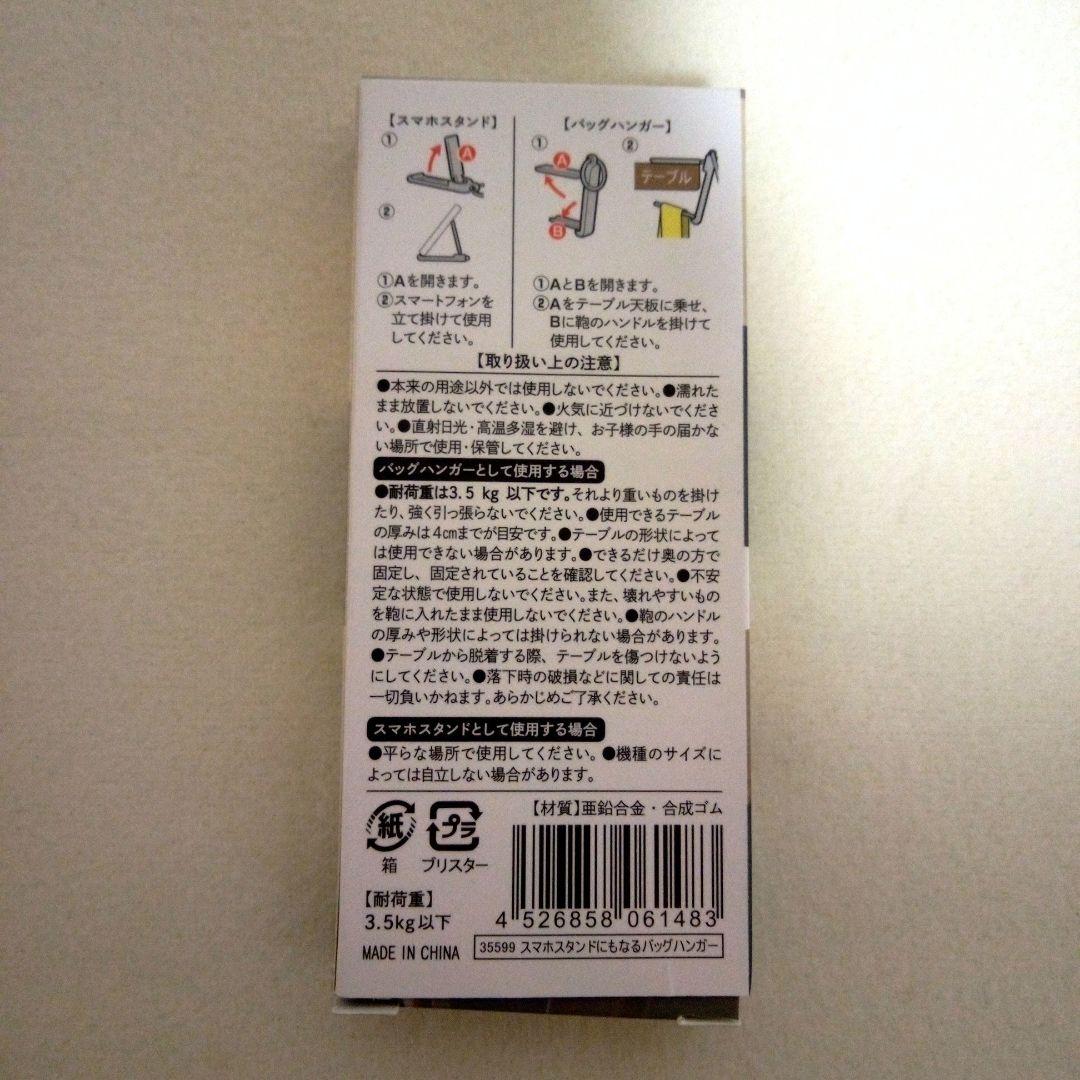 【スマホスタンド】
①
A
②
①Aを開きます。
②スマートフォンを
立て掛けて使用
してください。
【バッグハンガー】
①
A
B
②
テーブル
①AとBを開きます。
②Aをテーブル天板に乗せ、
Bに鞄のハンドルを掛けて
使用してください。
【取り扱い上の注意】
●本来の用途以外では使用しないでください。●濡れた
まま放置しないでください。●火気に近づけないでくださ
い。●直射日光・高温多湿を避け、お子様の手の届かな
い場所で使用・保管してください。
バッグハンガーとして使用する場合
●耐荷重は3.5 kg 以下です。それより重いものを掛け
たり、強く引っ張らないでください。●使用できるテーブル
の厚みは4cmまでが目安です。●テーブルの形状によって
は使用できない場合があります。●できるだけ奥の方で
固定し、固定されていることを確認してください。●不安
定な状態で使用しないでください。また、壊れやすいもの
を鞄に入れたまま使用しないでください。●鞄のハンドル
の厚みや形状によっては掛けられない場合があります。
●テーブルから脱着する際、テーブルを傷つけないよう
にしてください。●落下時の破損などに関しての責任は
一切負いかねます。あらかじめご了承ください。
スマホスタンドとして使用する場合
●平らな場所で使用してください。●機種のサイズに
よっては自立しない場合があります。
紙
箱
プラ
ブリスター
【材質】亜鉛合金・合成ゴム
【耐荷重】
3.5kg以下
MADE IN CHINA
4 526858 061483
35599 スマホスタンドにもなるバッグハンガー